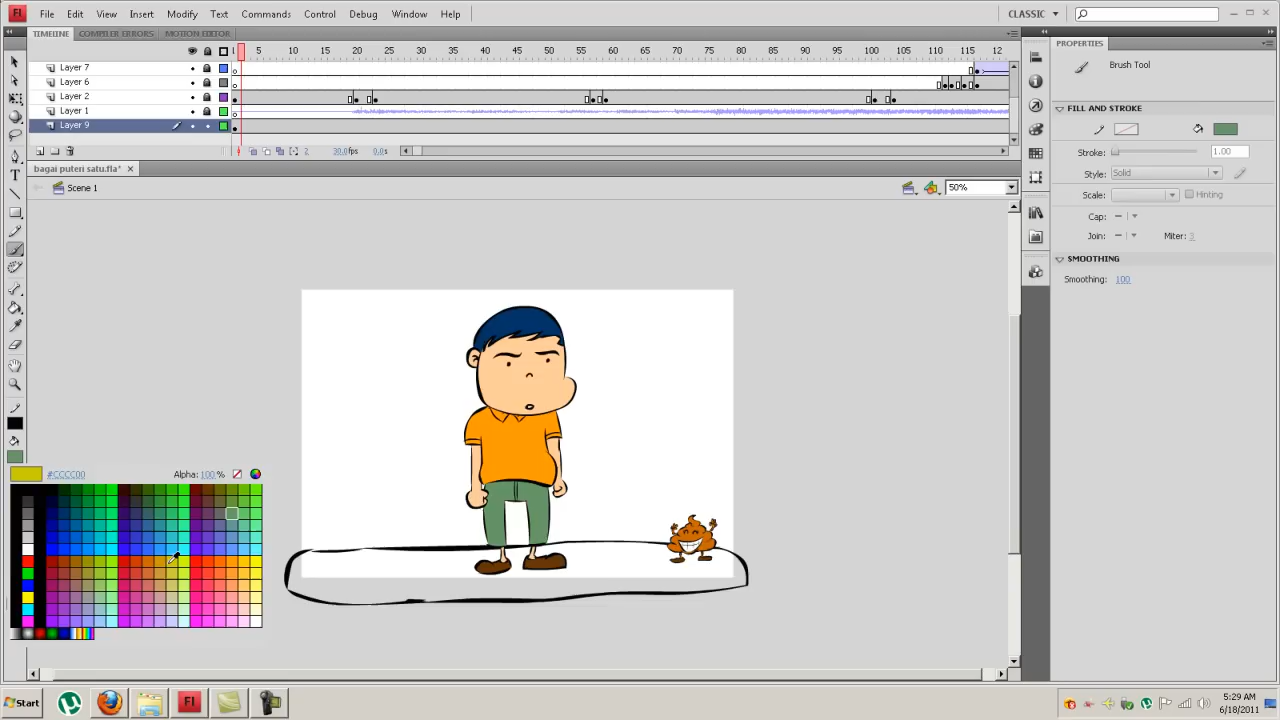 Fl File Edit View Insert Modify Text Commands Control Debug Window Help CLASSIC
TIMELINE COMPILER ERRORS MOTION EDITOR
1 5 10 15 20 25 30 35 40 45 50 55 60 65 70 75 80 85 90 95 100 105 110 115 12
Layer 7
Layer 6
Layer 2
Layer 1
Layer 9
2 30.0fps 0.0s
bagai puteri satu.fla*
Scene 1 50%
#CCCC00 Alpha: 100 %
PROPERTIES
Brush Tool
FILL AND STROKE
Stroke: 1.00
Style: Solid
Scale: Hinting
Cap:
Join: Miter: 3
SMOOTHING
Smoothing: 100
Start Fl 5:29 AM
6/18/2011